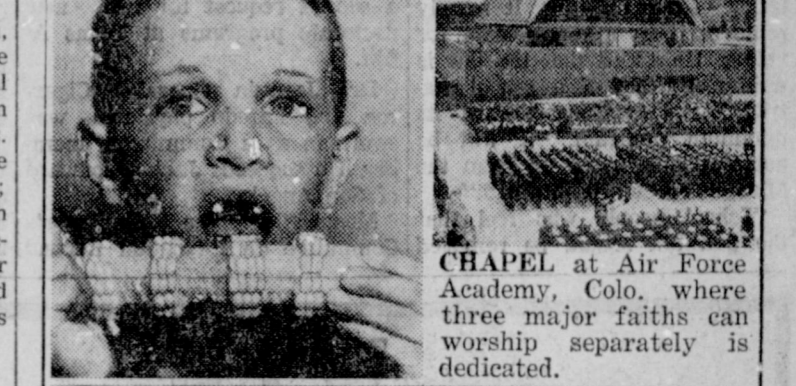 CHAPEL at Air Force
Academy, Colo. where
three major faiths can
worship separately is
dedicated.